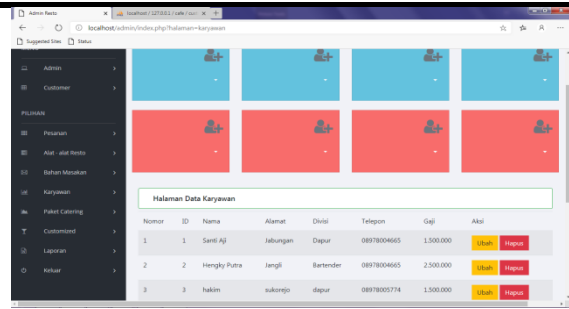 Admin Resto
localhost / 127.0.0.1 / cafe /
localhost/admin/index.php?halaman=karyawan
Suggested Sites
Status
Admin
Customer
PILIHAN
Pesanan
Alat - alat Resto
Bahan Masakan
Karyawan
Paket Catering
Customized
Laporan
Keluar
Halaman Data Karyawan
Nomor ID Nama Alamat Divisi Telepon Gaji Aksi
1 1 Santi Aji Jabungan Dapur 08978004665 1.500.000 Ubah Hapus
2 2 Hengky Putra Jangli Bartender 08978004665 2.500.000 Ubah Hapus
3 3 hakim sukorejo dapur 08978005774 1.500.000 Ubah Hapus